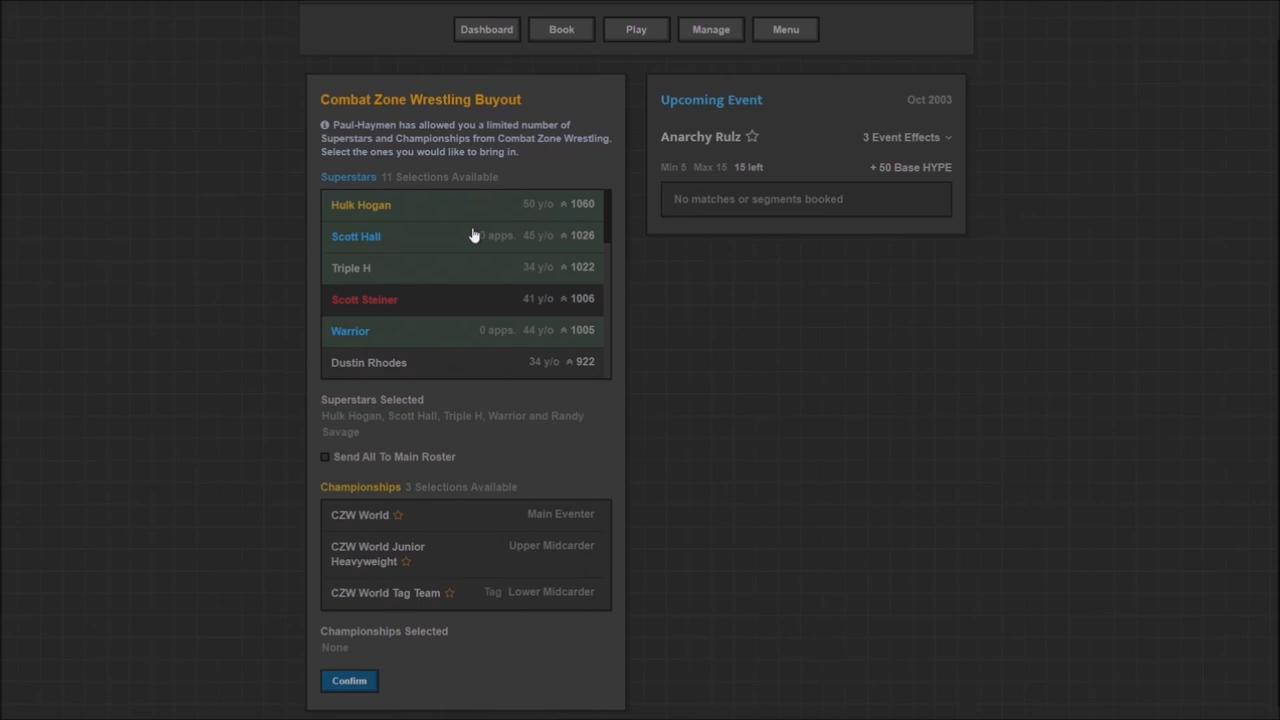 Dashboard
Book
Play
Manage
Menu
Combat Zone Wrestling Buyout
Paul-Haymen has allowed you a limited number of
Superstars and Championships from Combat Zone Wrestling.
Select the ones you would like to bring in.
Superstars 11 Selections Available
Hulk Hogan 50 y/o 1060
Scott Hall 0 apps. 45 y/o 1026
Triple H 34 y/o 1022
Scott Steiner 41 y/o 1006
Warrior 0 apps. 44 y/o 1005
Dustin Rhodes 34 y/o 922
Superstars Selected
Hulk Hogan, Scott Hall, Triple H, Warrior and Randy
Savage
Send All To Main Roster
Championships 3 Selections Available
CZW World Main Eventer
CZW World Junior Upper Midcarder
Heavyweight
CZW World Tag Team Tag Lower Midcarder
Championships Selected
None
Confirm
Upcoming Event Oct 2003
Anarchy Rulz 3 Event Effects
Min 5 Max 15 15 left + 50 Base HYPE
No matches or segments booked